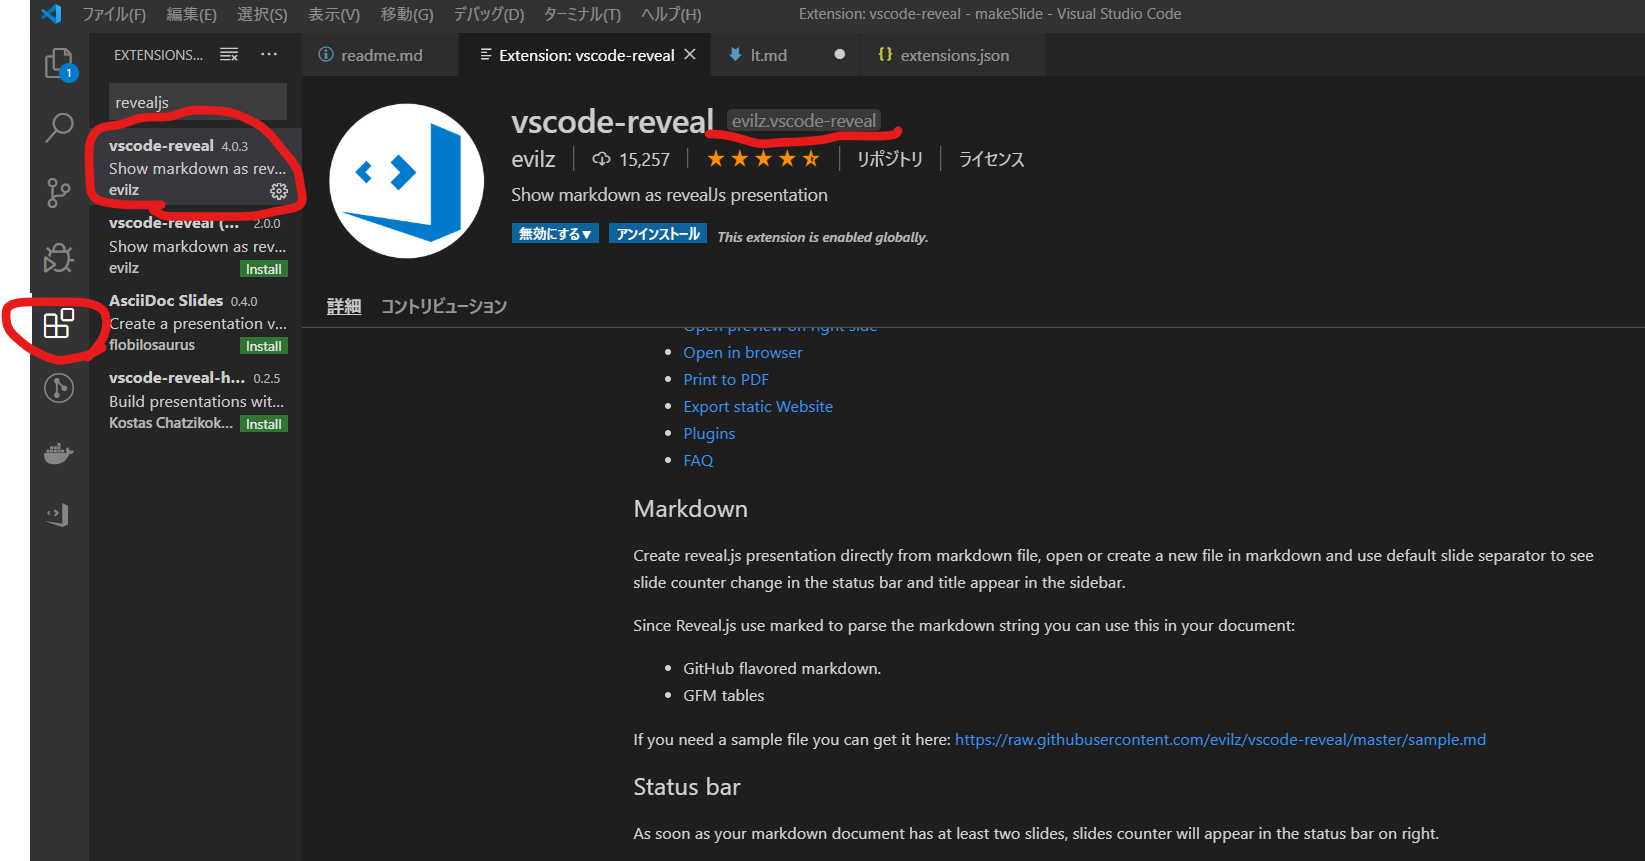 ファイル(F) 編集(E) 選択(S) 表示(V) 移動(G) デバッグ(D) ターミナル(T) ヘルプ(H) Extension: vscode-reveal - makeSlide - Visual Studio Code
1
EXTENSIONS... ···
revealjs
vscode-reveal 4.0.3
Show markdown as rev...
evilz
vscode-reveal (... 2.0.0
Show markdown as rev...
evilz Install
AsciiDoc Slides 0.4.0
Create a presentation v...
flobilosaurus Install
vscode-reveal-h... 0.2.5
Build presentations wit...
Kostas Chatzikok... Install
readme.md Extension: vscode-reveal lt.md extensions.json
vscode-reveal evilz.vscode-reveal
evilz 15,257 リポジトリ ライセンス
Show markdown as revealJs presentation
無効にする▼ アンインストール This extension is enabled globally.
詳細 コントリビューション
Open preview on right side
Open in browser
Print to PDF
Export static Website
Plugins
FAQ
Markdown
Create reveal.js presentation directly from markdown file, open or create a new file in markdown and use default slide separator to see
slide counter change in the status bar and title appear in the sidebar.
Since Reveal.js use marked to parse the markdown string you can use this in your document:
GitHub flavored markdown.
GFM tables
If you need a sample file you can get it here: https://raw.githubusercontent.com/evilz/vscode-reveal/master/sample.md
Status bar
As soon as your markdown document has at least two slides, slides counter will appear in the status bar on right.